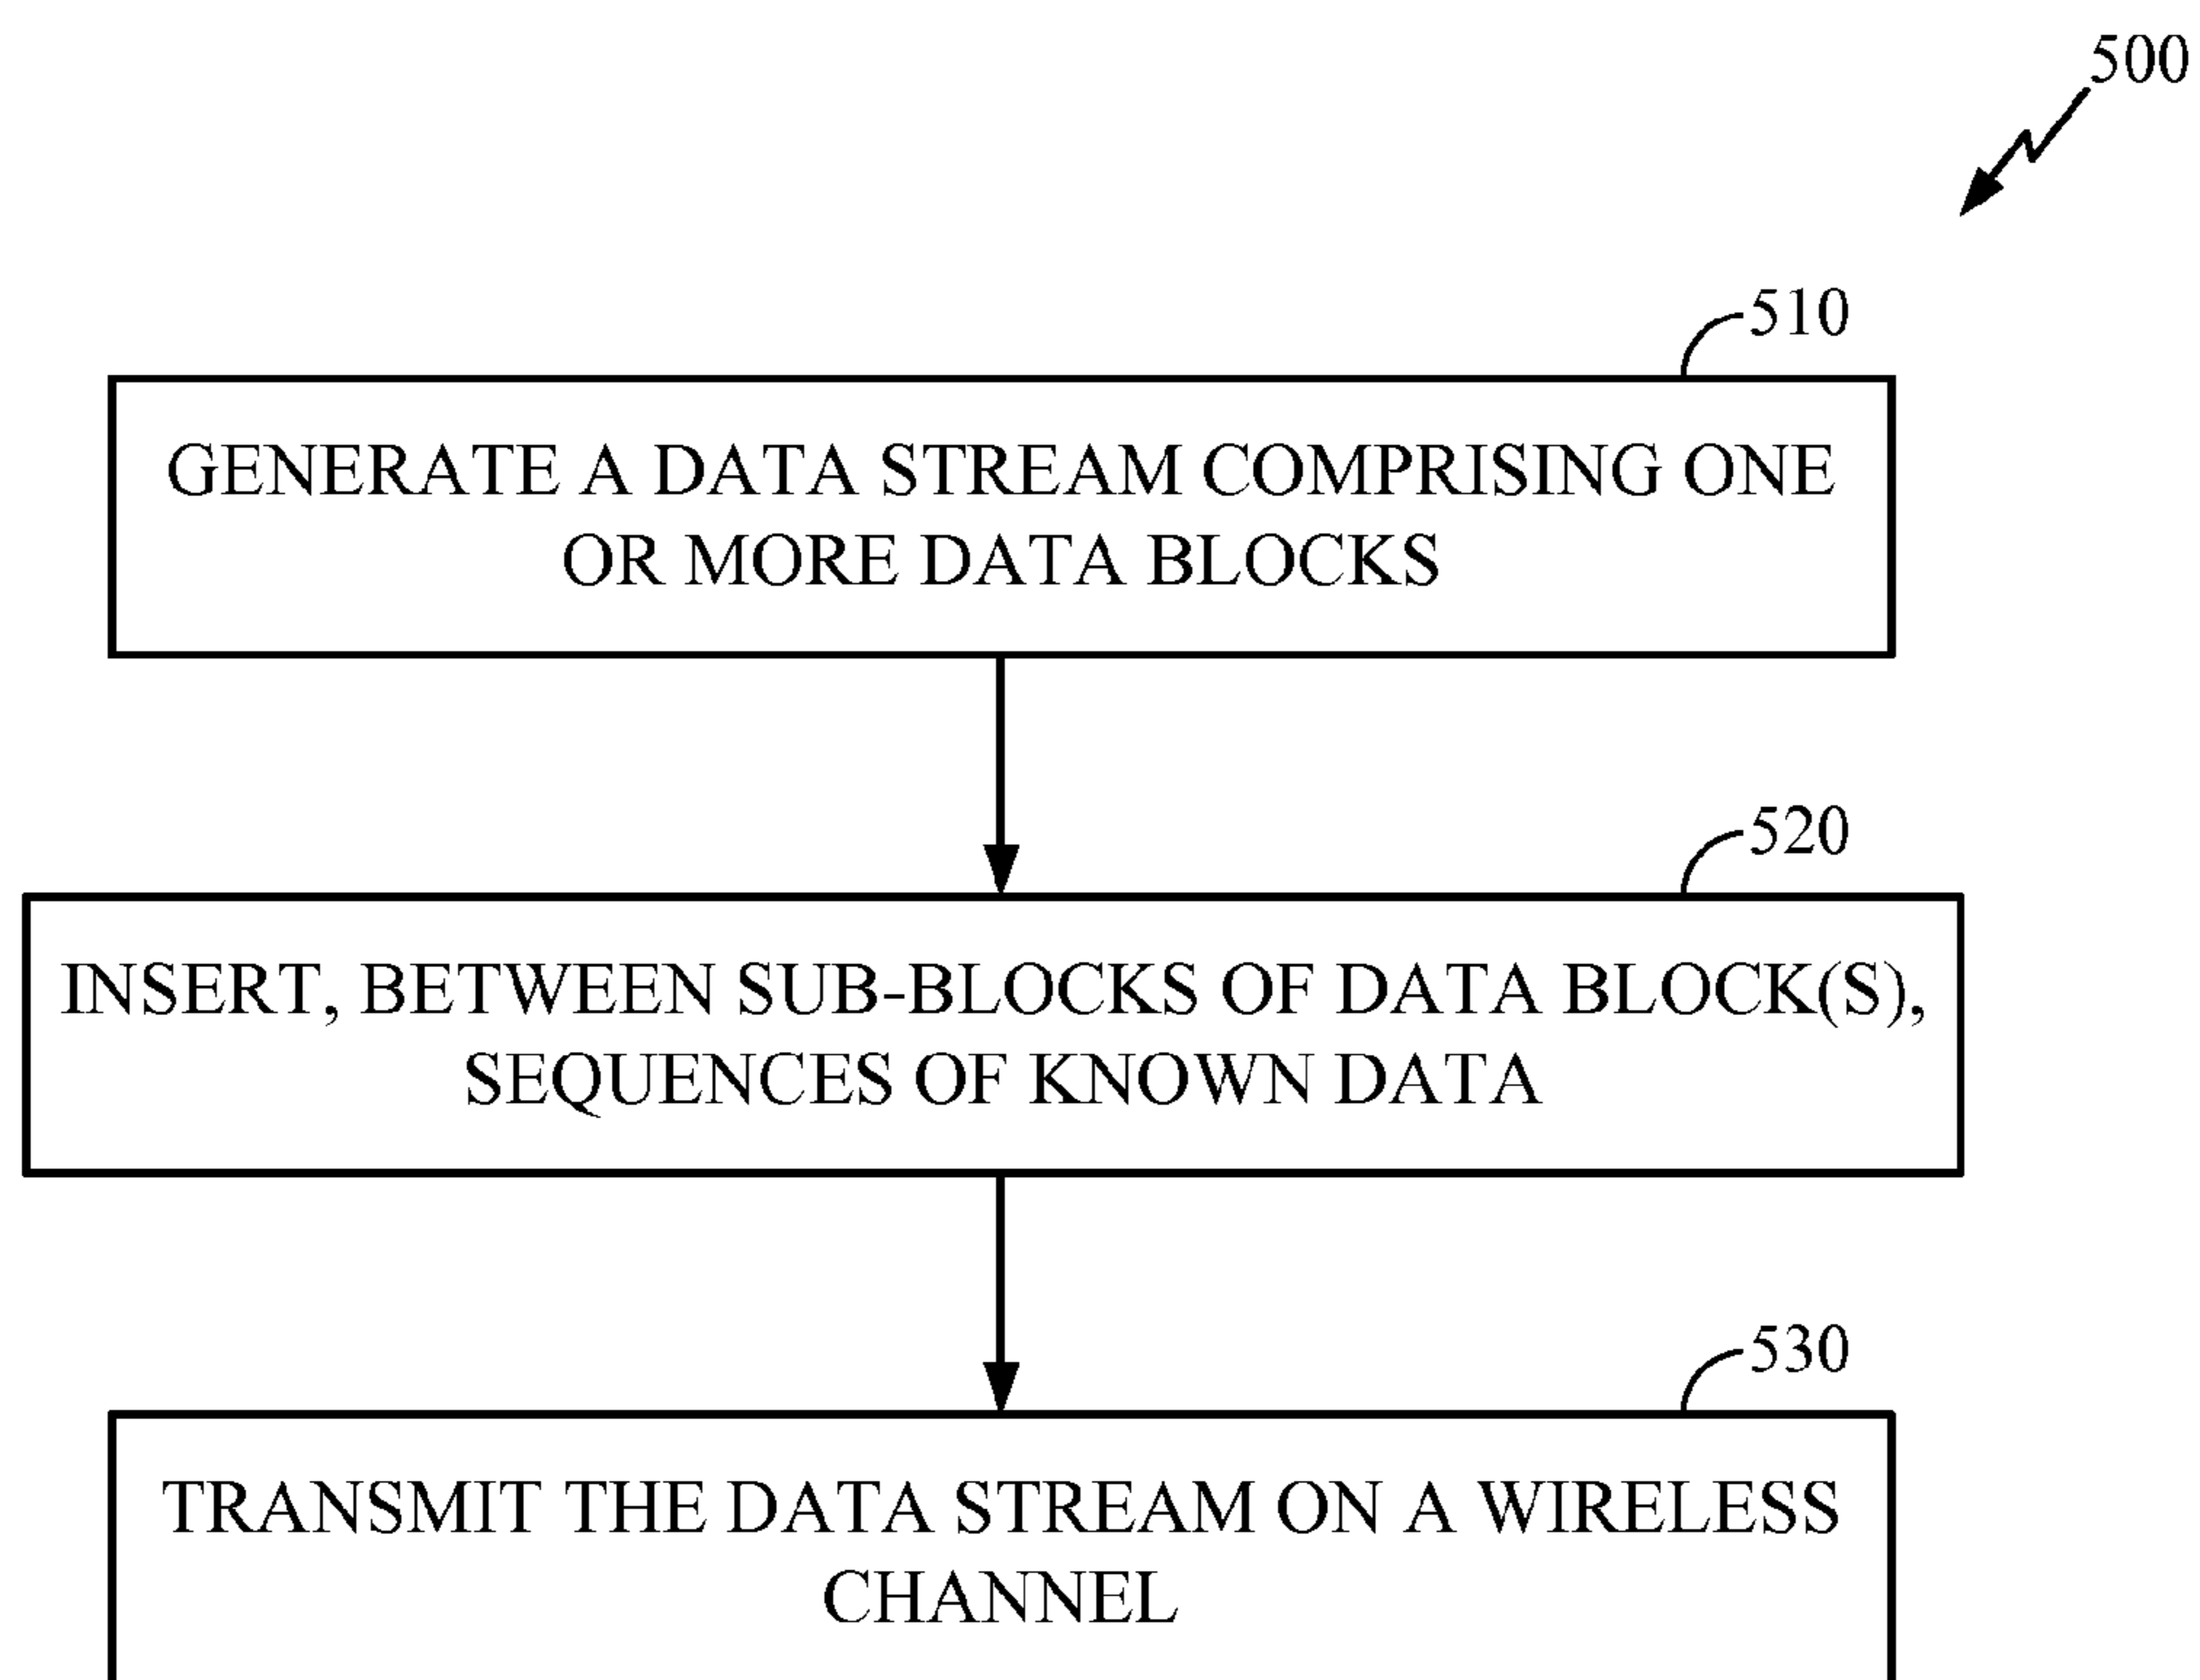 500
510
GENERATE A DATA STREAM COMPRISING ONE
OR MORE DATA BLOCKS
520
INSERT, BETWEEN SUB-BLOCKS OF DATA BLOCK(S),
SEQUENCES OF KNOWN DATA
530
TRANSMIT THE DATA STREAM ON A WIRELESS
CHANNEL